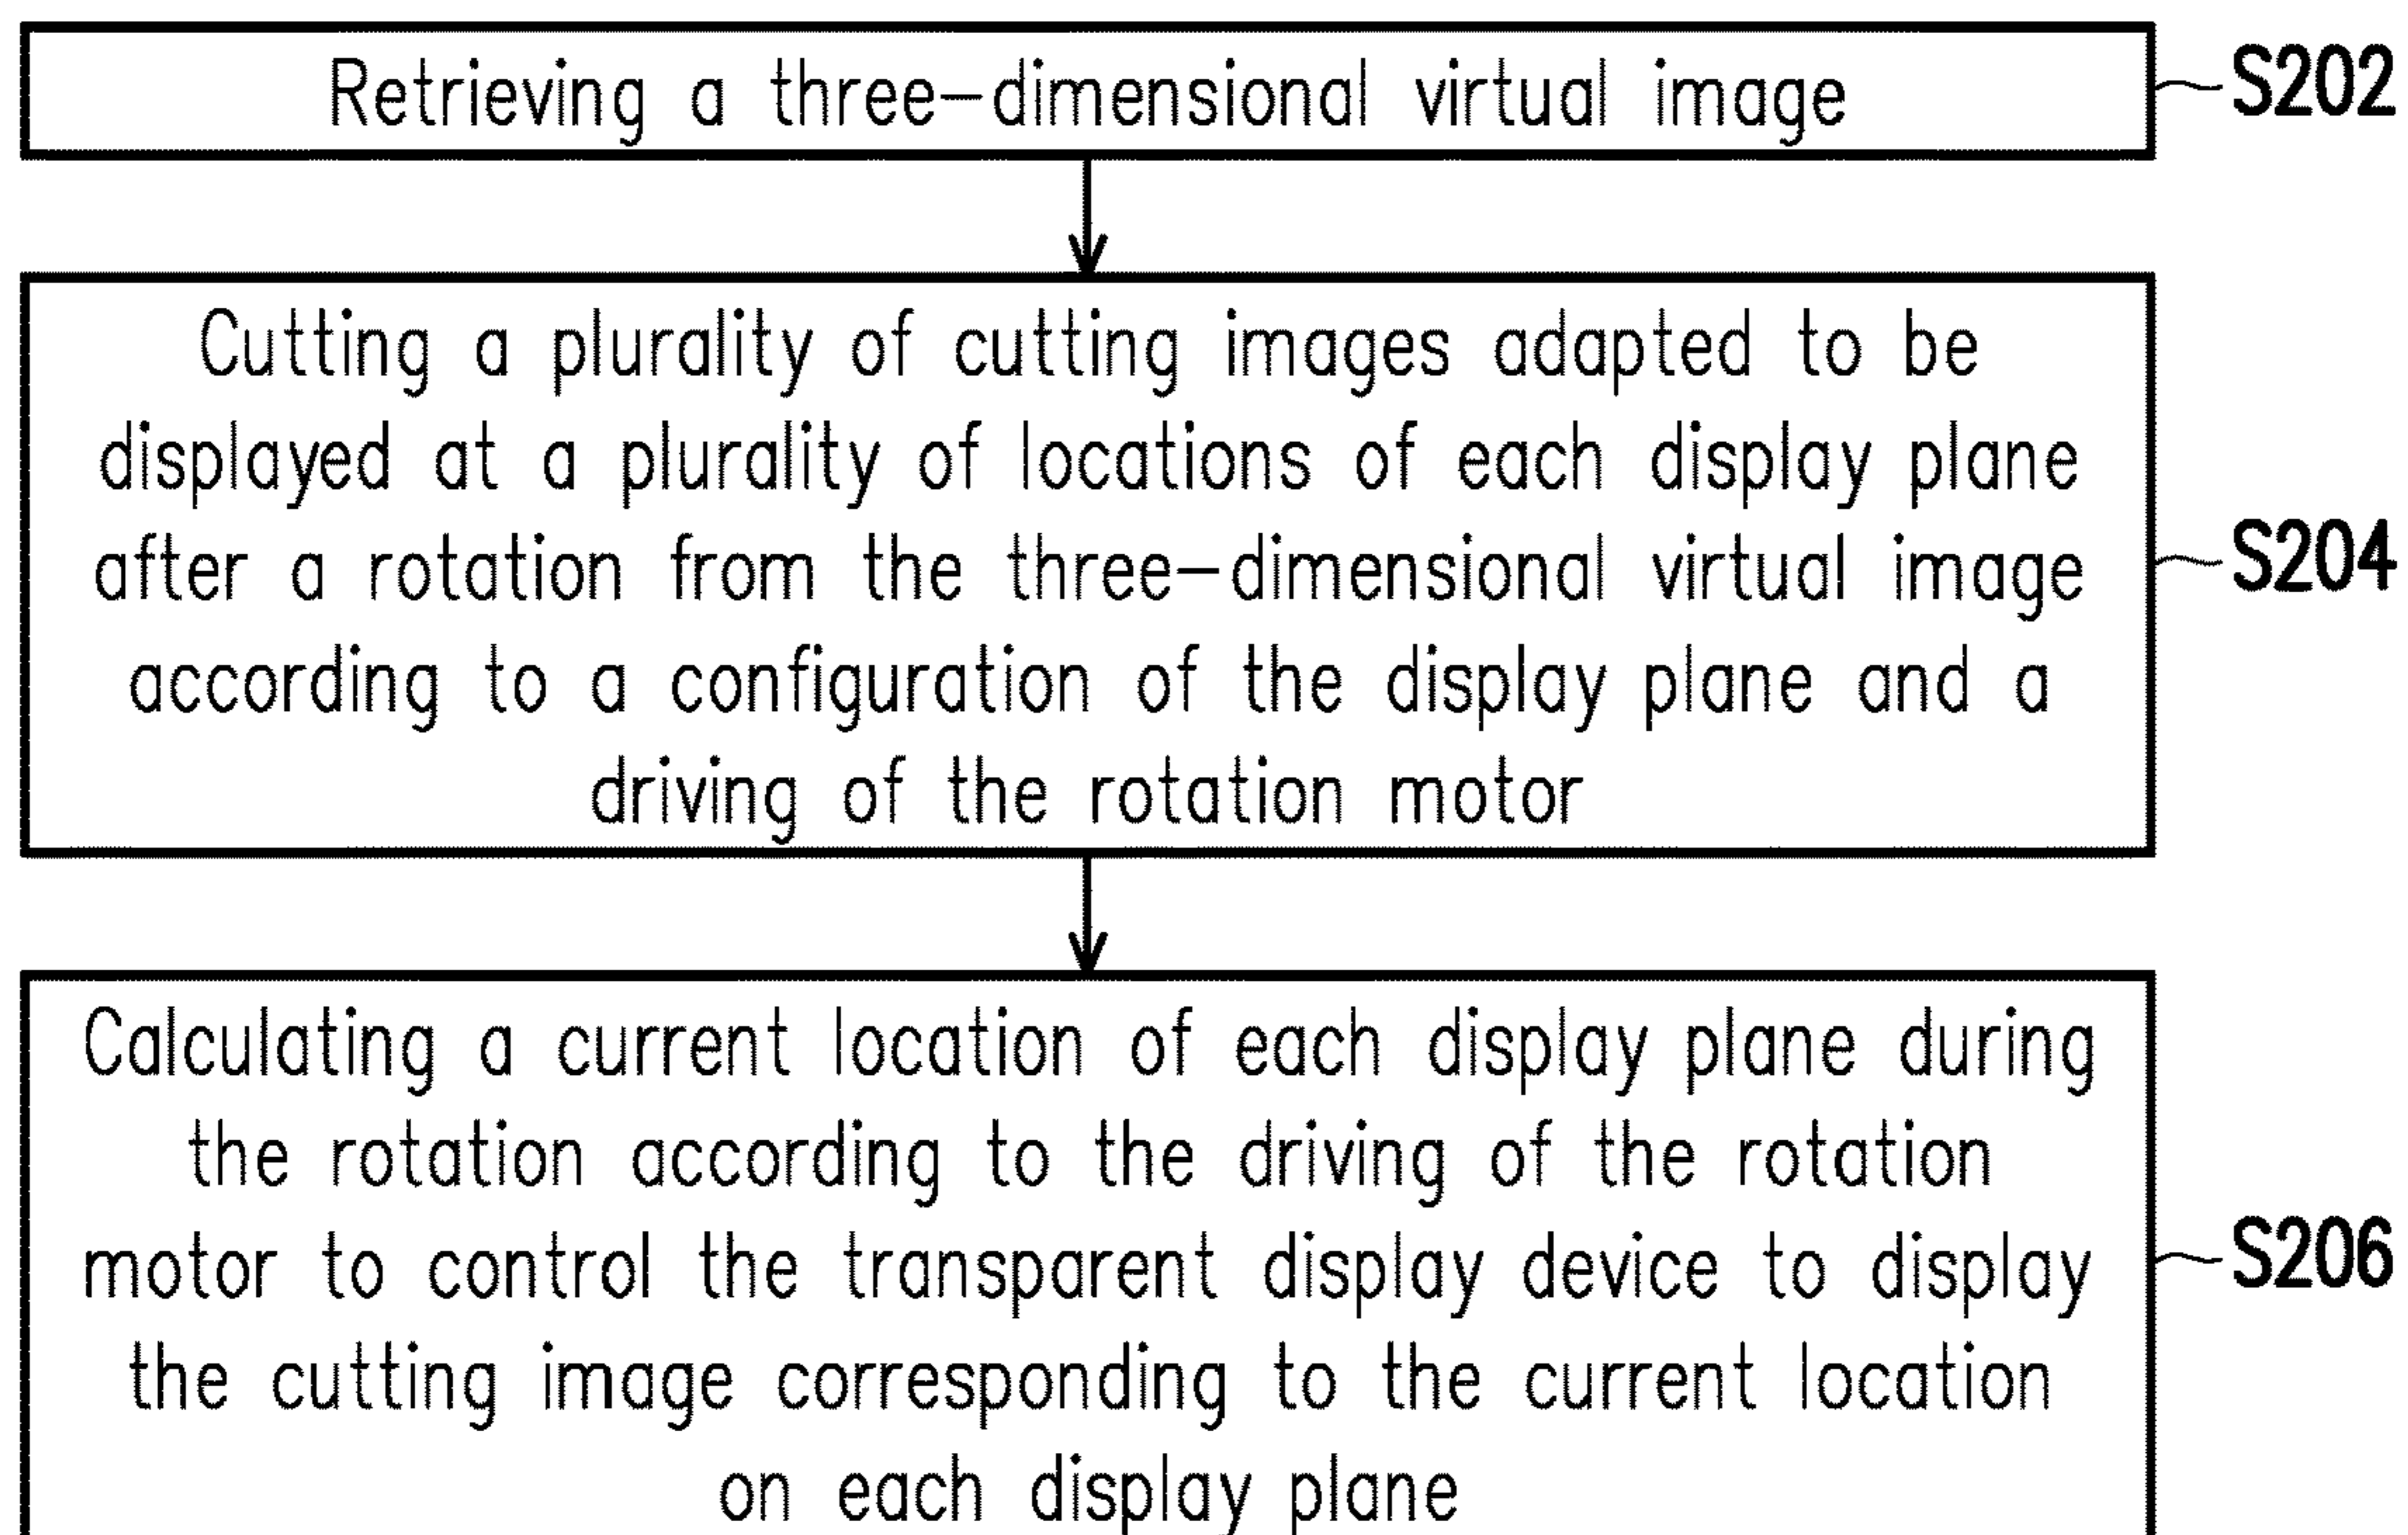 Retrieving a three-dimensional virtual image
S202
Cutting a plurality of cutting images adapted to be
displayed at a plurality of locations of each display plane
after a rotation from the three-dimensional virtual image
according to a configuration of the display plane and a
driving of the rotation motor
S204
Calculating a current location of each display plane during
the rotation according to the driving of the rotation
motor to control the transparent display device to display
the cutting image corresponding to the current location
on each display plane
S206